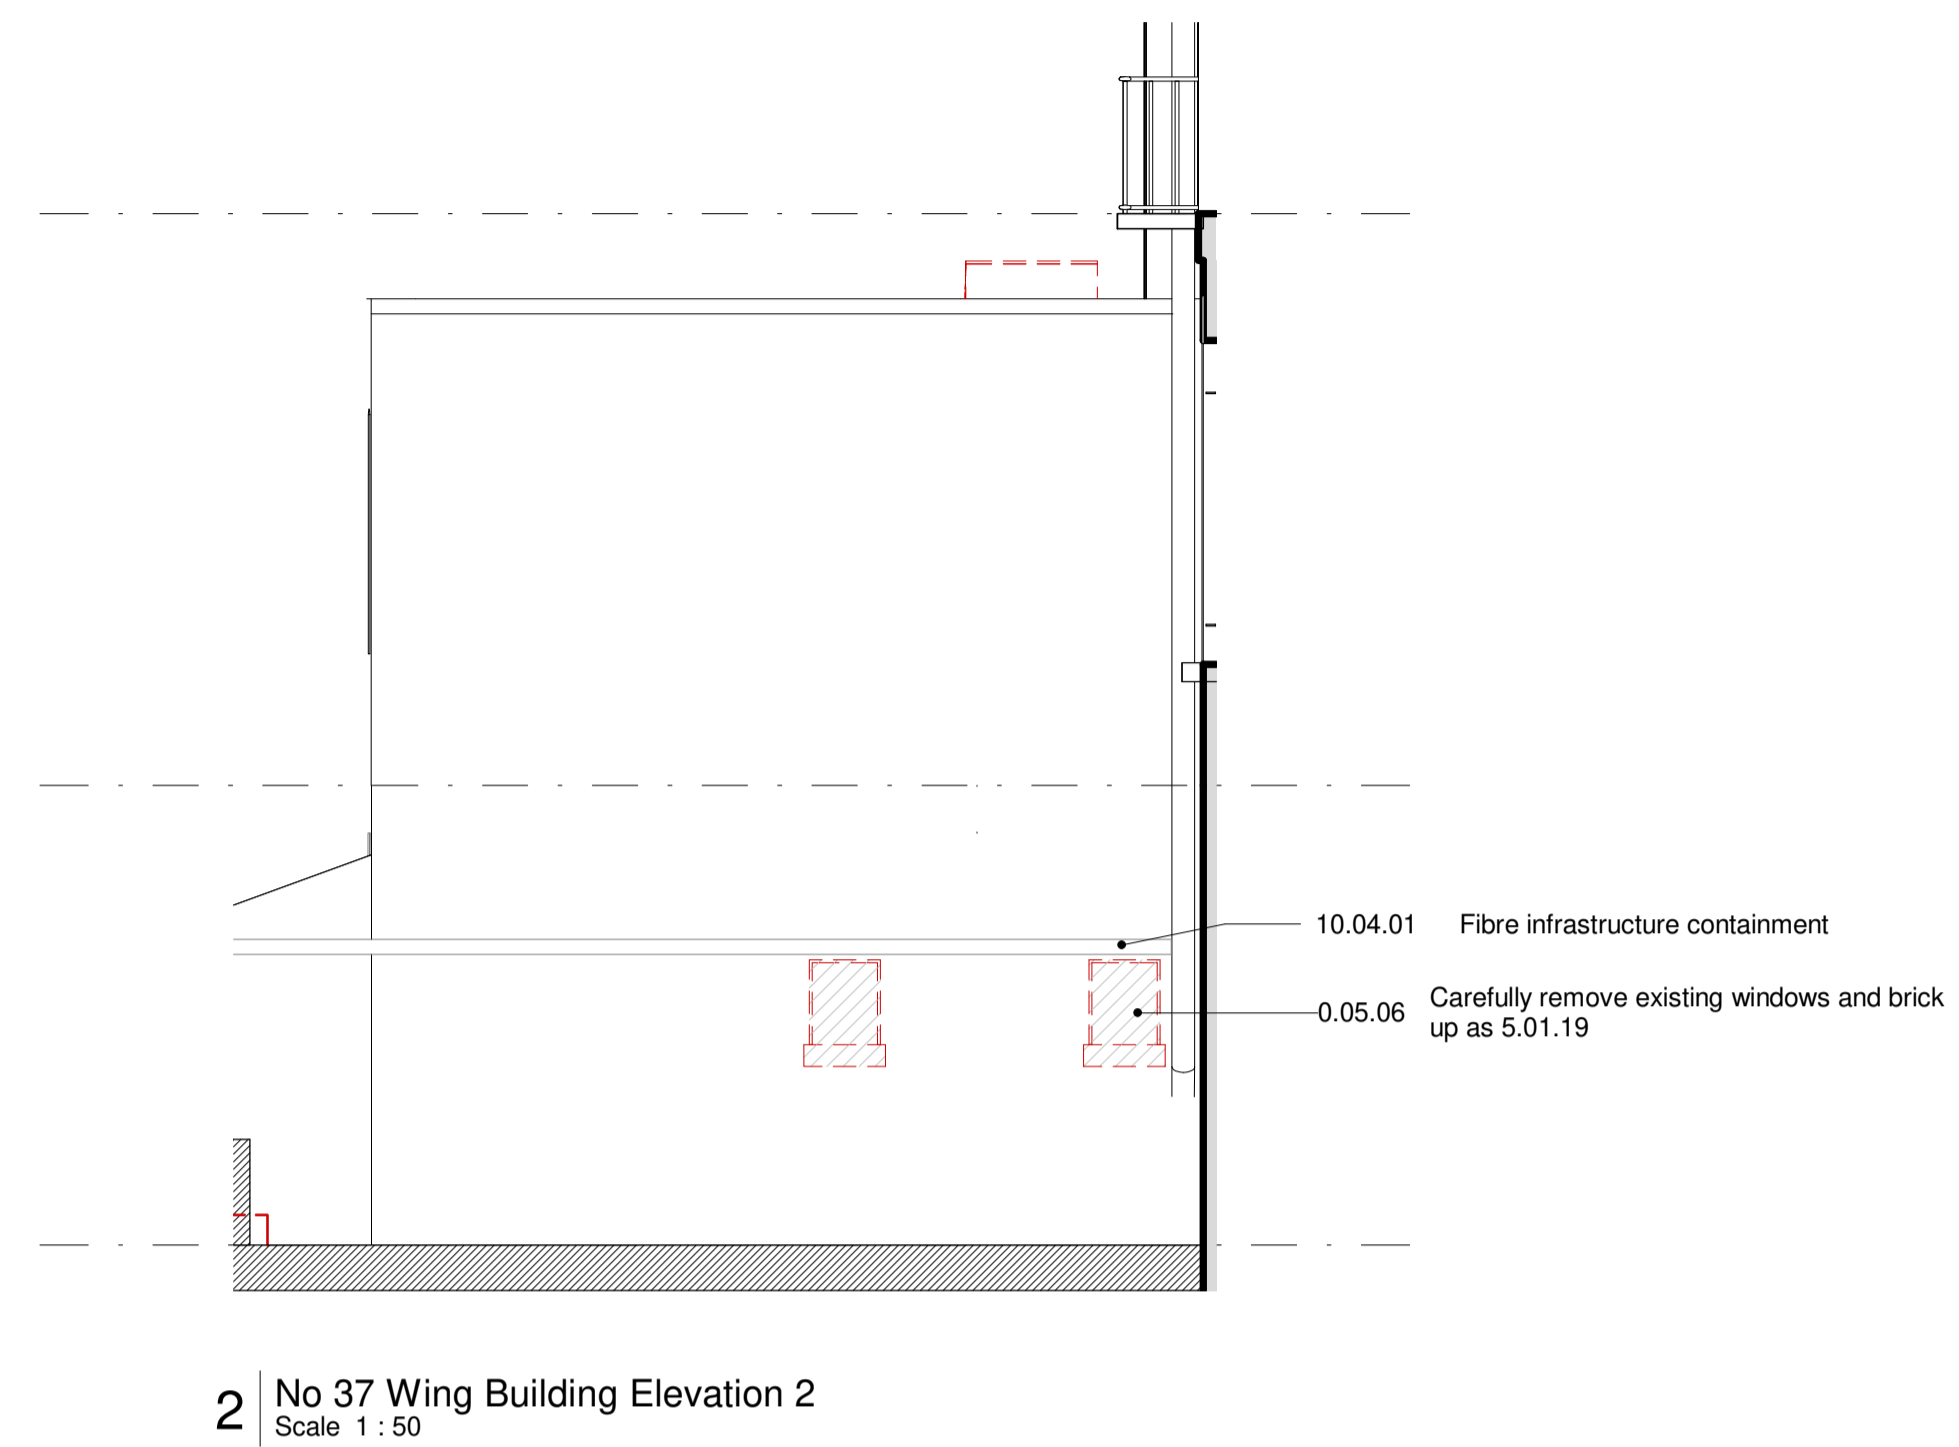 10.04.01 Fibre infrastructure containment
0.05.06 Carefully remove existing windows and brick
up as 5.01.19
2 No 37 Wing Building Elevation 2
Scale 1 : 50